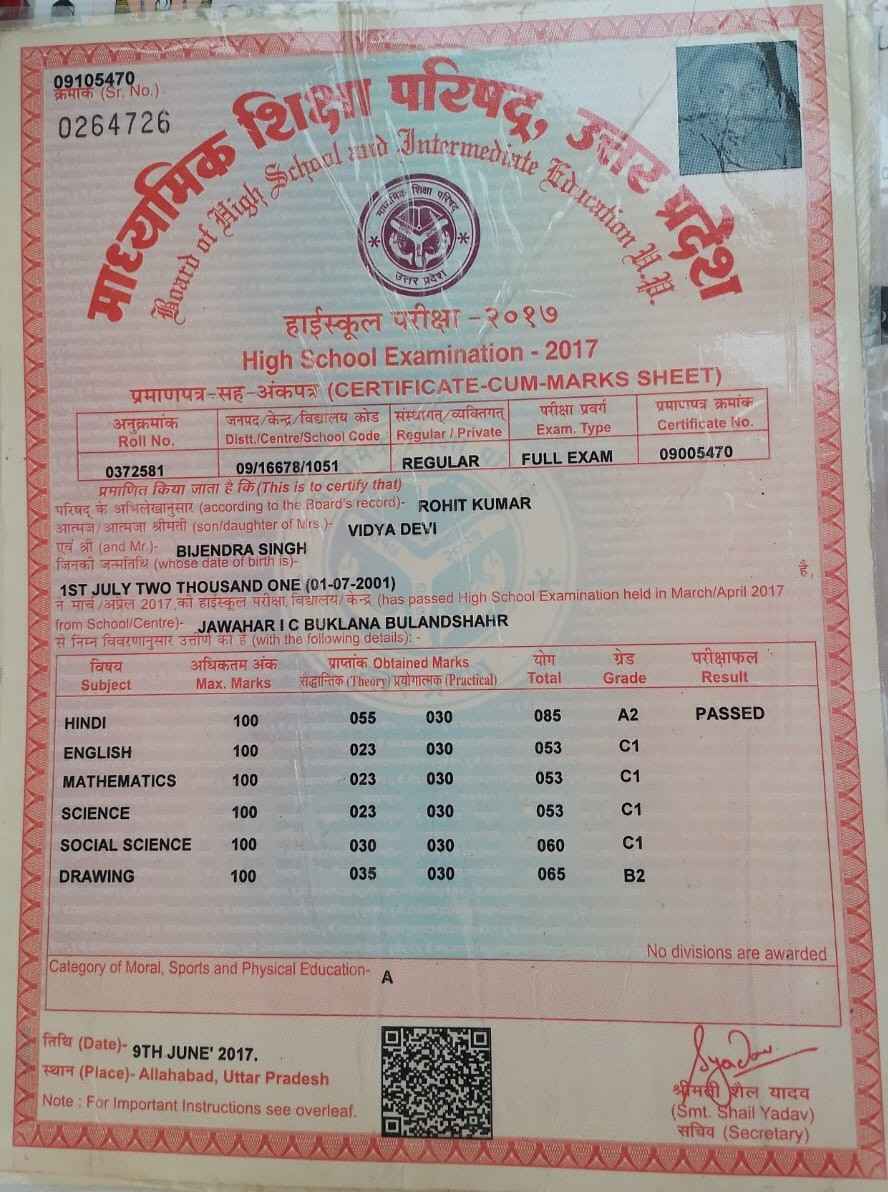 09105470
क्रमांक (Sr. No.)
0264726
माध्यमिक शिक्षा परिषद्, उत्तर प्रदेश
Board of High School and Intermediate Education U.P.
माध्यमिक शिक्षा परिषद्
उत्तर प्रदेश
हाईस्कूल परीक्षा - २०१७
High School Examination - 2017
प्रमाणपत्र-सह-अंकपत्र (CERTIFICATE-CUM-MARKS SHEET)
अनुक्रमांक जनपद/केन्द्र/विद्यालय कोड संस्थागत/व्यक्तिगत परीक्षा प्रवर्ग प्रमाणपत्र क्रमांक
Roll No. Distt./Centre/School Code Regular / Private Exam. Type Certificate No.
0372581 09/16678/1051 REGULAR FULL EXAM 09005470
प्रमाणित किया जाता है कि (This is to certify that)
परिषद् के अभिलेखानुसार (according to the Board's record)- ROHIT KUMAR
आत्मज/आत्मजा श्रीमती (son/daughter of Mrs.)- VIDYA DEVI
एवं श्री (and Mr.)- BIJENDRA SINGH
जिनकी जन्मतिथि (whose date of birth is)-
1ST JULY TWO THOUSAND ONE (01-07-2001) है,
ने मार्च/अप्रैल 2017 की हाईस्कूल परीक्षा विद्यालय/केन्द्र (has passed High School Examination held in March/April 2017
from School/Centre)- JAWAHAR I C BUKLANA BULANDSHAHR
से निम्न विवरणानुसार उत्तीर्ण की है (with the following details): -
विषय अधिकतम अंक प्राप्तांक Obtained Marks योग ग्रेड परीक्षाफल
Subject Max. Marks सैद्धान्तिक (Theory) प्रयोगात्मक (Practical) Total Grade Result
HINDI 100 055 030 085 A2 PASSED
ENGLISH 100 023 030 053 C1
MATHEMATICS 100 023 030 053 C1
SCIENCE 100 023 030 053 C1
SOCIAL SCIENCE 100 030 030 060 C1
DRAWING 100 035 030 065 B2
No divisions are awarded
Category of Moral, Sports and Physical Education- A
तिथि (Date)- 9TH JUNE' 2017.
स्थान (Place)- Allahabad, Uttar Pradesh
Note : For Important Instructions see overleaf.
Syadav
श्रीमती शैल यादव
(Smt. Shail Yadav)
सचिव (Secretary)